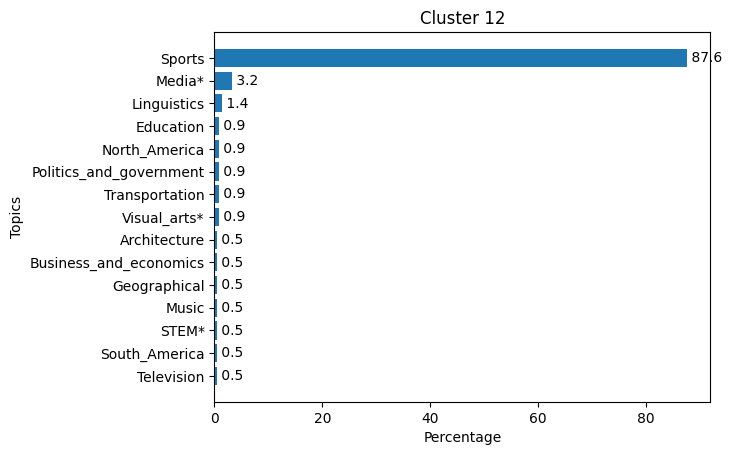 Cluster 12
Topics
Sports 87.6
Media* 3.2
Linguistics 1.4
Education 0.9
North_America 0.9
Politics_and_government 0.9
Transportation 0.9
Visual_arts* 0.9
Architecture 0.5
Business_and_economics 0.5
Geographical 0.5
Music 0.5
STEM* 0.5
South_America 0.5
Television 0.5
0 20 40 60 80
Percentage